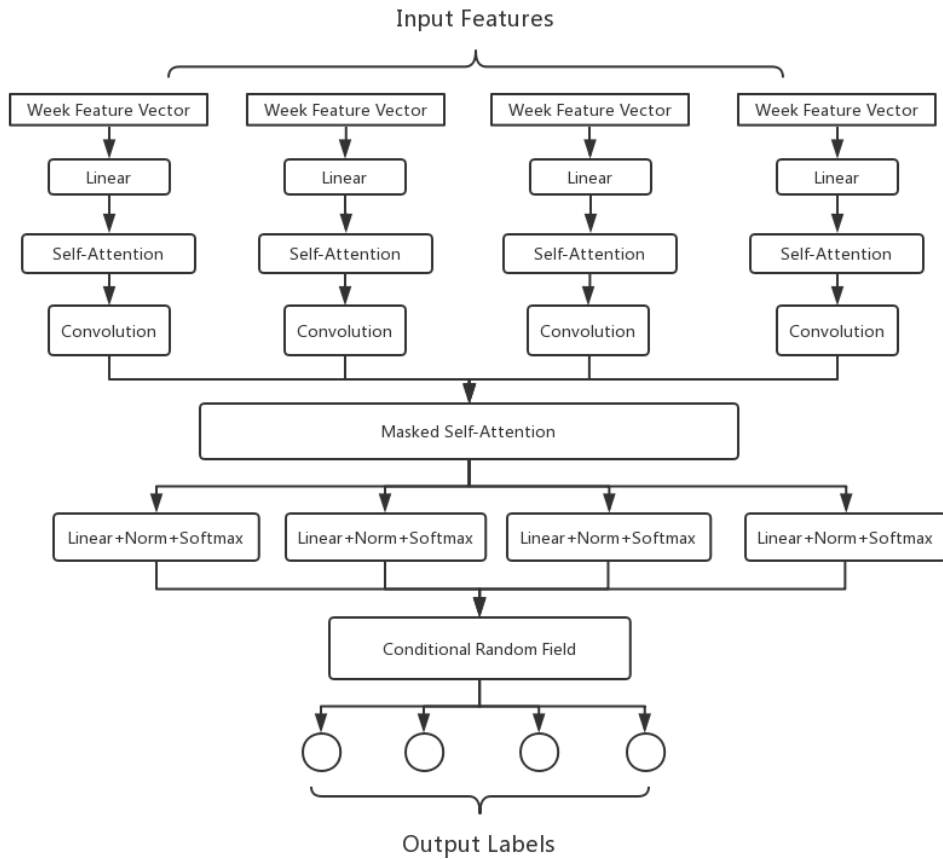 Input Features
Week Feature Vector
Week Feature Vector
Week Feature Vector
Week Feature Vector
Linear
Linear
Linear
Linear
Self-Attention
Self-Attention
Self-Attention
Self-Attention
Convolution
Convolution
Convolution
Convolution
Masked Self-Attention
Linear+Norm+Softmax
Linear+Norm+Softmax
Linear+Norm+Softmax
Linear+Norm+Softmax
Conditional Random Field
Output Labels